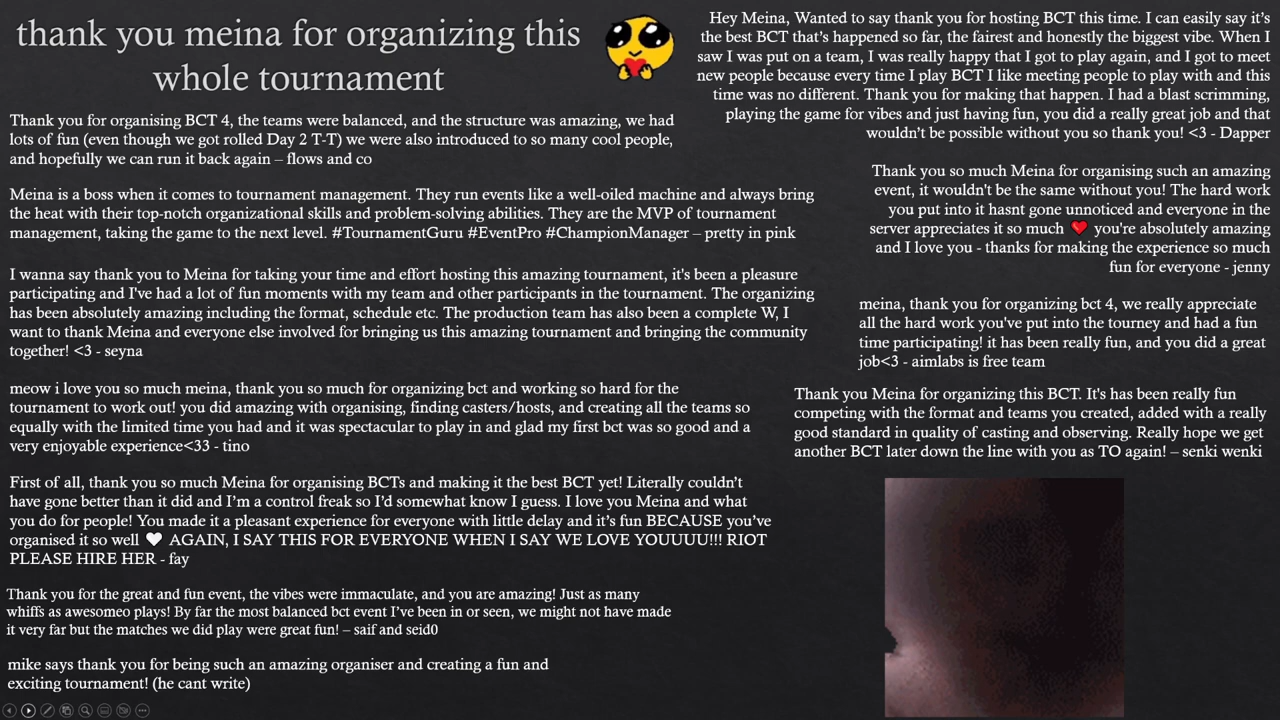 thank you meina for organizing this
whole tournament
Thank you for organising BCT 4, the teams were balanced, and the structure was amazing, we had
lots of fun (even though we got rolled Day 2 T-T) we were also introduced to so many cool people,
and hopefully we can run it back again – flows and co
Meina is a boss when it comes to tournament management. They run events like a well-oiled machine and always bring
the heat with their top-notch organizational skills and problem-solving abilities. They are the MVP of tournament
management, taking the game to the next level. #TournamentGuru #EventPro #ChampionManager – pretty in pink
I wanna say thank you to Meina for taking your time and effort hosting this amazing tournament, it's been a pleasure
participating and I've had a lot of fun moments with my team and other participants in the tournament. The organizing
has been absolutely amazing including the format, schedule etc. The production team has also been a complete W, I
want to thank Meina and everyone else involved for bringing us this amazing tournament and bringing the community
together! <3 - seyna
meow i love you so much meina, thank you so much for organizing bct and working so hard for the
tournament to work out! you did amazing with organising, finding casters/hosts, and creating all the teams so
equally with the limited time you had and it was spectacular to play in and glad my first bct was so good and a
very enjoyable experience<33 - tino
First of all, thank you so much Meina for organising BCTs and making it the best BCT yet! Literally couldn't
have gone better than it did and I'm a control freak so I'd somewhat know I guess. I love you Meina and what
you do for people! You made it a pleasant experience for everyone with little delay and it's fun BECAUSE you've
organised it so well 🤍 AGAIN, I SAY THIS FOR EVERYONE WHEN I SAY WE LOVE YOUUUU!!! RIOT
PLEASE HIRE HER - fay
Thank you for the great and fun event, the vibes were immaculate, and you are amazing! Just as many
whiffs as awesomeo plays! By far the most balanced bct event I've been in or seen, we might not have made
it very far but the matches we did play were great fun! – saif and seid0
mike says thank you for being such an amazing organiser and creating a fun and
exciting tournament! (he cant write)
Hey Meina, Wanted to say thank you for hosting BCT this time. I can easily say it's
the best BCT that's happened so far, the fairest and honestly the biggest vibe. When I
saw I was put on a team, I was really happy that I got to play again, and I got to meet
new people because every time I play BCT I like meeting people to play with and this
time was no different. Thank you for making that happen. I had a blast scrimming,
playing the game for vibes and just having fun, you did a really great job and that
wouldn't be possible without you so thank you! <3 - Dapper
Thank you so much Meina for organising such an amazing
event, it wouldn't be the same without you! The hard work
you put into it hasnt gone unnoticed and everyone in the
server appreciates it so much ❤️ you're absolutely amazing
and I love you - thanks for making the experience so much
fun for everyone - jenny
meina, thank you for organizing bct 4, we really appreciate
all the hard work you've put into the tourney and had a fun
time participating! it has been really fun, and you did a great
job<3 - aimlabs is free team
Thank you Meina for organizing this BCT. It's has been really fun
competing with the format and teams you created, added with a really
good standard in quality of casting and observing. Really hope we get
another BCT later down the line with you as TO again! – senki wenki